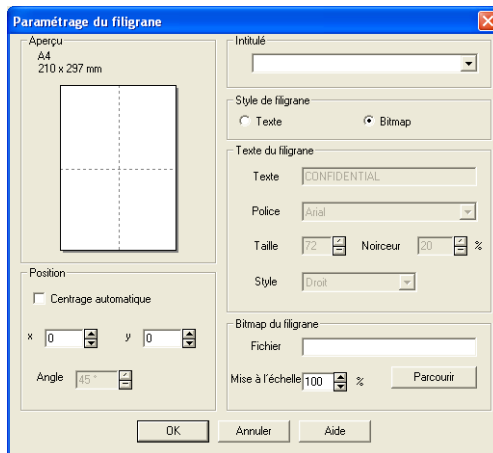 Paramétrage du filigrane
Aperçu
A4
210 x 297 mm
Position
Centrage automatique
x 0 y 0
Angle 45 °
Intitulé
Style de filigrane
Texte Bitmap
Texte du filigrane
Texte CONFIDENTIAL
Police Arial
Taille 72 Noirceur 20 %
Style Droit
Bitmap du filigrane
Fichier
Mise à l'échelle 100 % Parcourir
OK Annuler Aide